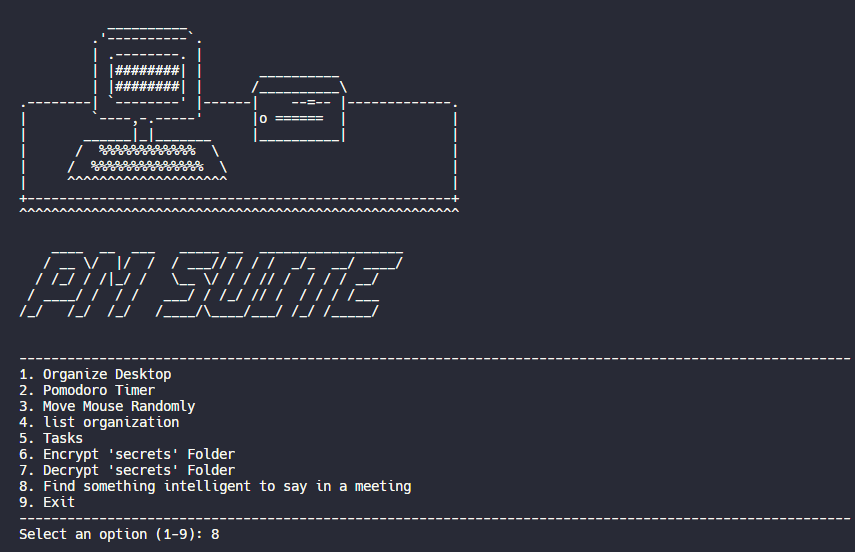 PM SUITE
1. Organize Desktop
2. Pomodoro Timer
3. Move Mouse Randomly
4. list organization
5. Tasks
6. Encrypt 'secrets' Folder
7. Decrypt 'secrets' Folder
8. Find something intelligent to say in a meeting
9. Exit
Select an option (1-9): 8